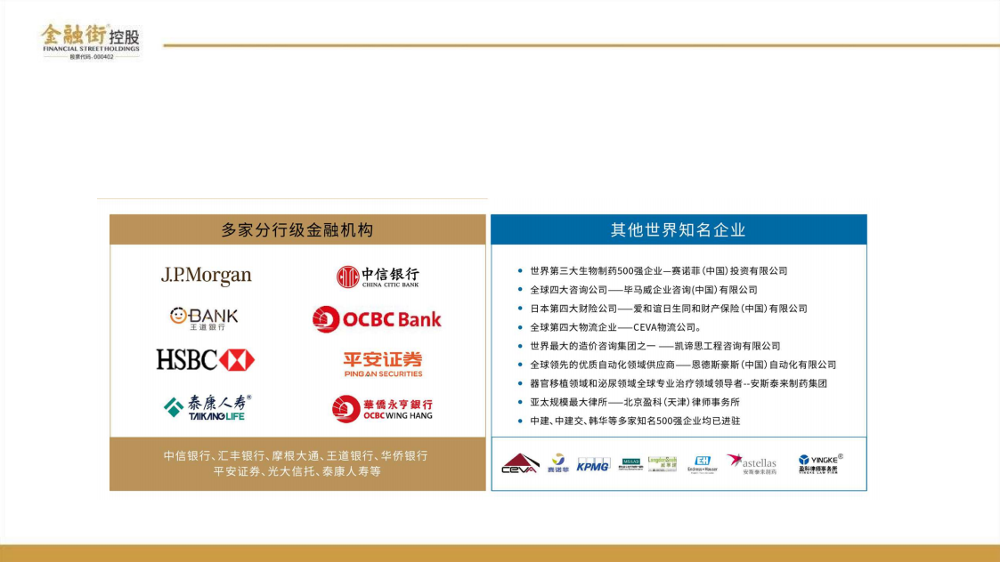 金融街控股
FINANCIAL STREET HOLDINGS
股票代码·000402
多家分行级金融机构
J.P.Morgan
中信银行
CHINA CITIC BANK
BANK
王道銀行
OCBC Bank
HSBC
平安证券
PING AN SECURITIES
泰康人寿®
TAIKANG LIFE
華僑永亨銀行
OCBC WING HANG
中信银行、汇丰银行、摩根大通、王道银行、华侨银行
平安证券、光大信托、泰康人寿等
其他世界知名企业
• 世界第三大生物制药500强企业—赛诺菲(中国)投资有限公司
• 全球四大咨询公司——毕马威企业咨询(中国)有限公司
• 日本第四大财险公司——爱和谊日生同和财产保险(中国)有限公司
• 全球第四大物流企业——CEVA物流公司。
• 世界最大的造价咨询集团之一 ——凯谛思工程咨询有限公司
• 全球领先的优质自动化领域供应商——恩德斯豪斯(中国)自动化有限公司
• 器官移植领域和泌尿领域全球专业治疗领域领导者--安斯泰来制药集团
• 亚太规模最大律所——北京盈科(天津)律师事务所
• 中建、中建交、韩华等多家知名500强企业均已进驻
CEVA
赛诺菲
KPMG
MS&AD
EH
Endress+Hauser
astellas
安斯泰来制药
YINGKE®
盈科律师事务所
YINGKE LAW FIRM